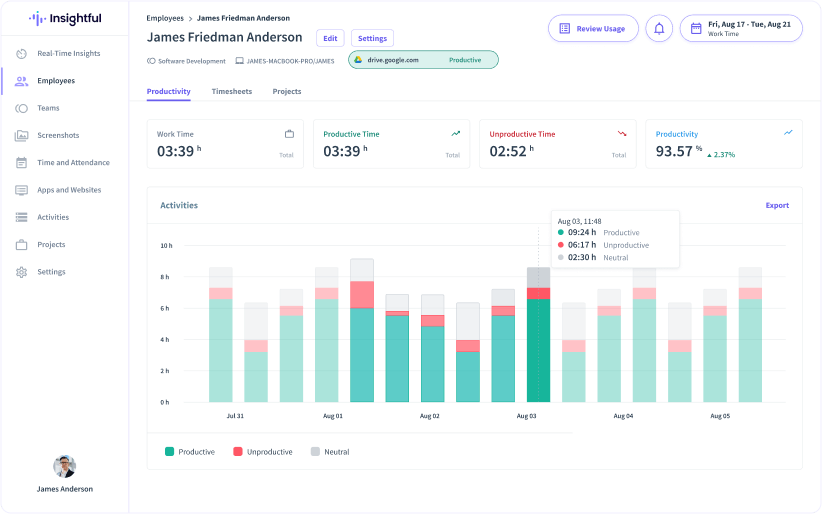 Insightful
Real-Time Insights
Employees
Teams
Screenshots
Time and Attendance
Apps and Websites
Activities
Projects
Settings
James Anderson
Employees > James Friedman Anderson
James Friedman Anderson
Edit
Settings
Software Development
JAMES-MACBOOK-PRO/JAMES
drive.google.com
Productive
Review Usage
Fri, Aug 17 - Tue, Aug 21
Work Time
Productivity
Timesheets
Projects
Work Time
03:39 h
Total
Productive Time
03:39 h
Total
Unproductive Time
02:52 h
Total
Productivity
93.57 %
2.37%
Activities
Export
Aug 03, 11:48
09:24 h Productive
06:17 h Unproductive
02:30 h Neutral
10 h
8 h
6 h
4 h
2 h
0 h
Jul 31
Aug 01
Aug 02
Aug 03
Aug 04
Aug 05
Productive
Unproductive
Neutral